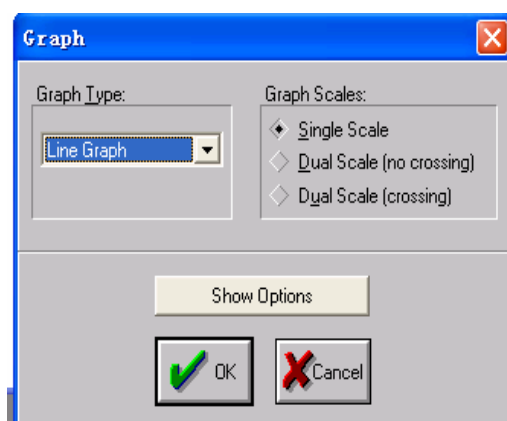 Graph
Graph Type:
Graph Scales:
Line Graph
Single Scale
Dual Scale (no crossing)
Dual Scale (crossing)
Show Options
OK
Cancel